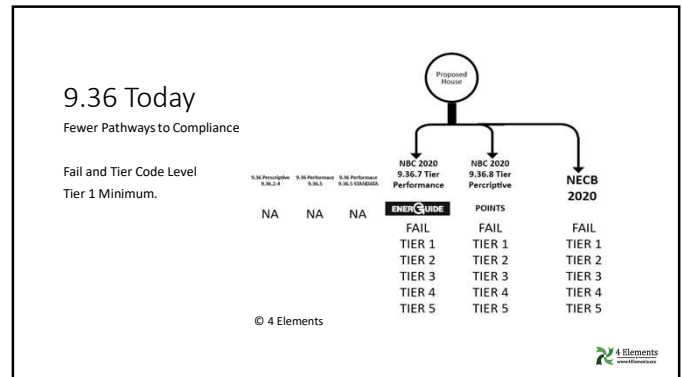 9.36 Today
Fewer Pathways to Compliance
Fail and Tier Code Level
Tier 1 Minimum.
Proposed
House
9.36 Perscriptive
9.36.2-4
NA
9.36 Performace
9.36.5
NA
9.36 Performace
9.36.5 STANDATA
NA
NBC 2020
9.36.7 Tier
Performance
ENERGUIDE
FAIL
TIER 1
TIER 2
TIER 3
TIER 4
TIER 5
NBC 2020
9.36.8 Tier
Percriptive
POINTS
FAIL
TIER 1
TIER 2
TIER 3
TIER 4
TIER 5
NECB
2020
FAIL
TIER 1
TIER 2
TIER 3
TIER 4
TIER 5
© 4 Elements
4 Elements